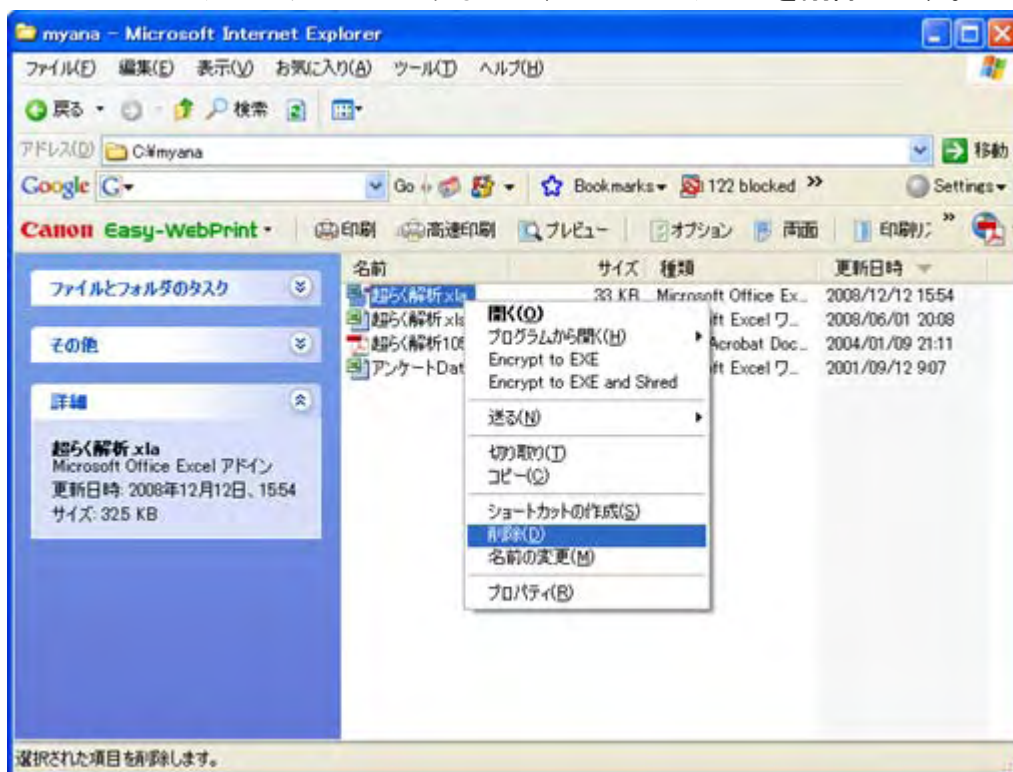 myana - Microsoft Internet Explorer
ファイル(F) 編集(E) 表示(V) お気に入り(A) ツール(T) ヘルプ(H)
戻る 検索
アドレス(D) C:¥myana 移動
Google G Go Bookmarks 122 blocked Settings
Canon Easy-WebPrint 印刷 高速印刷 プレビュー オプション 両面
ファイルとフォルダのタスク
その他
詳細
超らく解析.xla
Microsoft Office Excel アドイン
更新日時: 2008年12月12日、15:54
サイズ: 325 KB
名前 サイズ 種類 更新日時
超らく解析.xla 33 KB Microsoft Office Ex... 2008/12/12 15:54
超らく解析.xls ft Excel ワ... 2008/06/01 20:08
超らく解析 Acrobat Doc... 2004/01/09 21:11
アンケートDat ft Excel ワ... 2001/09/12 9:07
開く(O)
プログラムから開く(H)
Encrypt to EXE
Encrypt to EXE and Shred
送る(N)
切り取り(T)
コピー(C)
ショートカットの作成(S)
削除(D)
名前の変更(M)
プロパティ(R)
選択された項目を削除します。